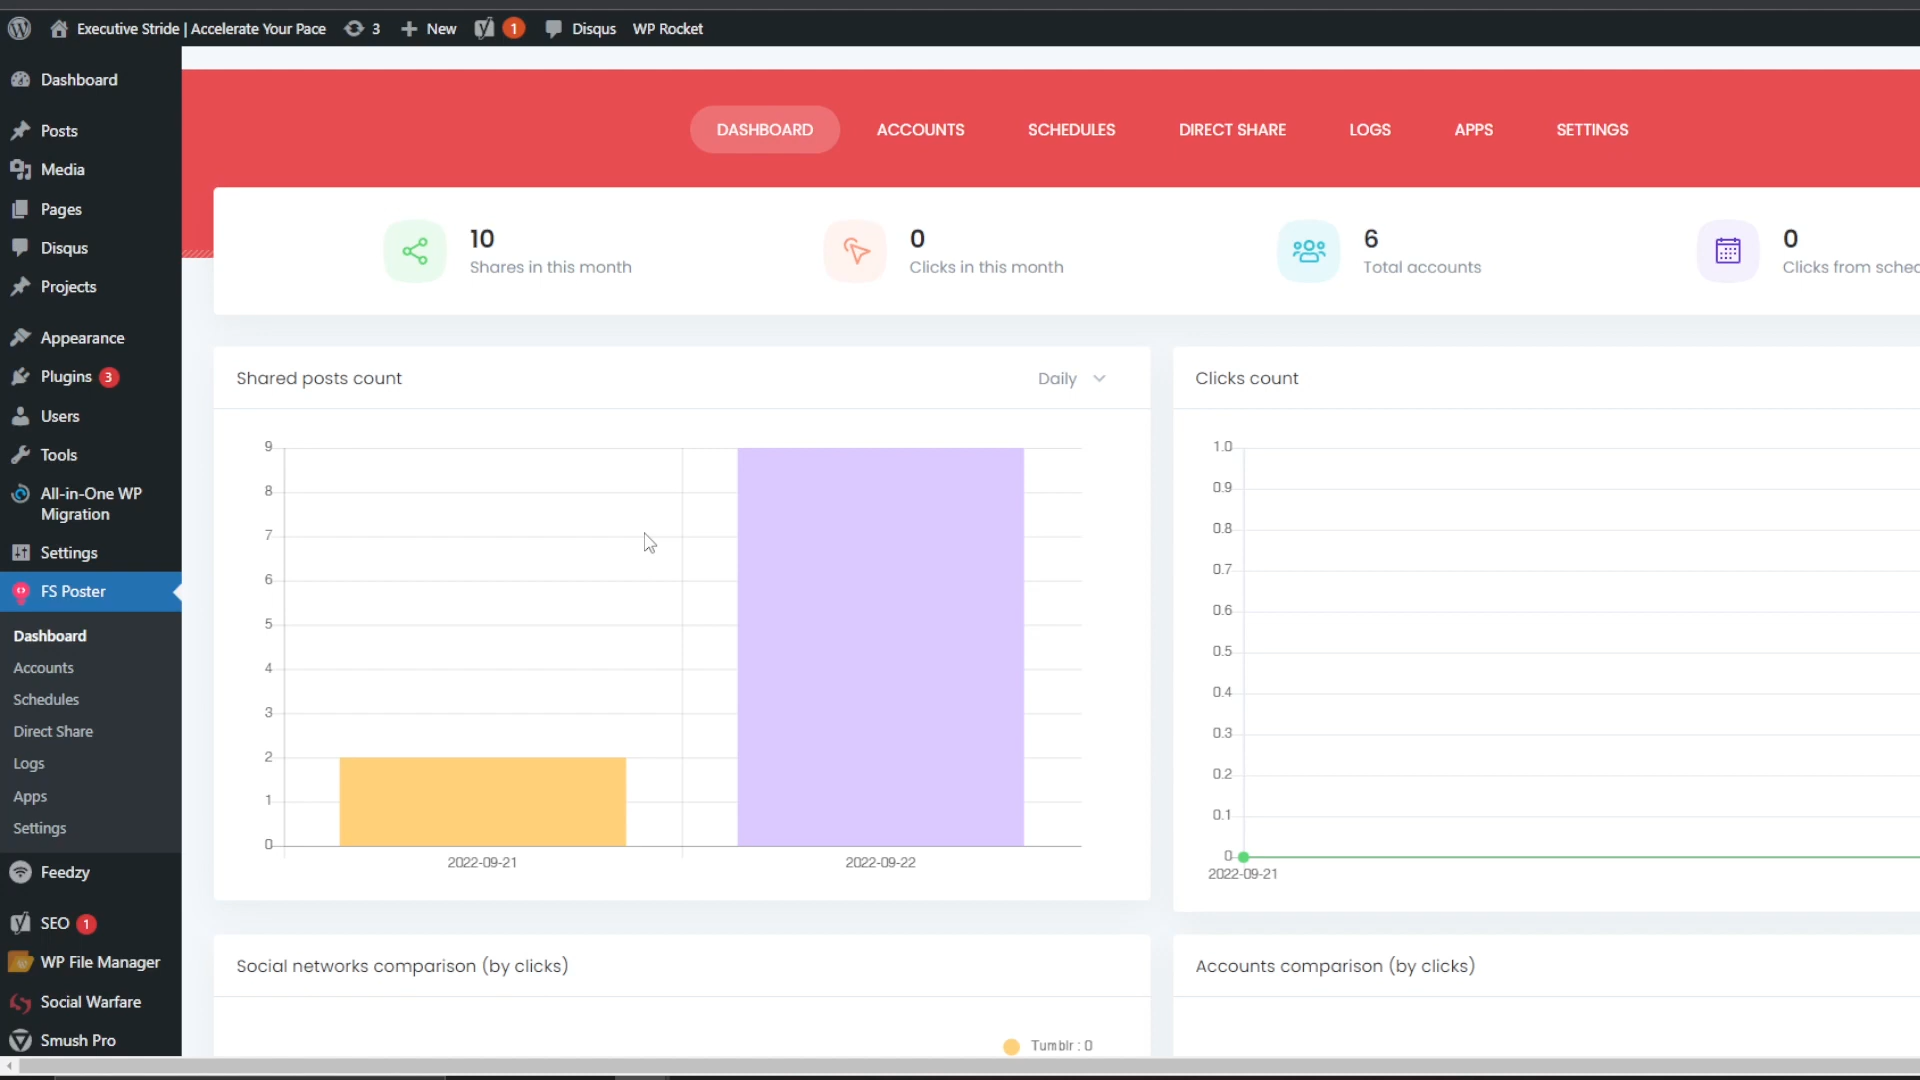 Executive Stride | Accelerate Your Pace 3 New 1 Disqus WP Rocket
Dashboard
Posts
Media
Pages
Disqus
Projects
Appearance
Plugins 3
Users
Tools
All-in-One WP
Migration
Settings
FS Poster
Dashboard
Accounts
Schedules
Direct Share
Logs
Apps
Settings
Feedzy
SEO 1
WP File Manager
Social Warfare
Smush Pro
DASHBOARD ACCOUNTS SCHEDULES DIRECT SHARE LOGS APPS SETTINGS
10
Shares in this month
0
Clicks in this month
6
Total accounts
0
Clicks from sched
Shared posts count Daily
9
8
7
6
5
4
3
2
1
0
2022-09-21 2022-09-22
Clicks count
1.0
0.9
0.8
0.7
0.6
0.5
0.4
0.3
0.2
0.1
0
2022-09-21
Social networks comparison (by clicks)
Tumblr : 0
Accounts comparison (by clicks)